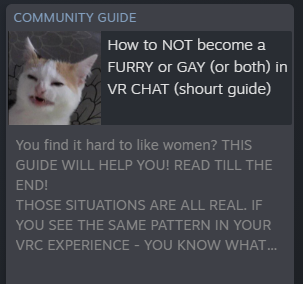 COMMUNITY GUIDE
How to NOT become a
FURRY or GAY (or both) in
VR CHAT (shourt guide)
You find it hard to like women? THIS
GUIDE WILL HELP YOU! READ TILL THE
END!
THOSE SITUATIONS ARE ALL REAL. IF
YOU SEE THE SAME PATTERN IN YOUR
VRC EXPERIENCE - YOU KNOW WHAT...